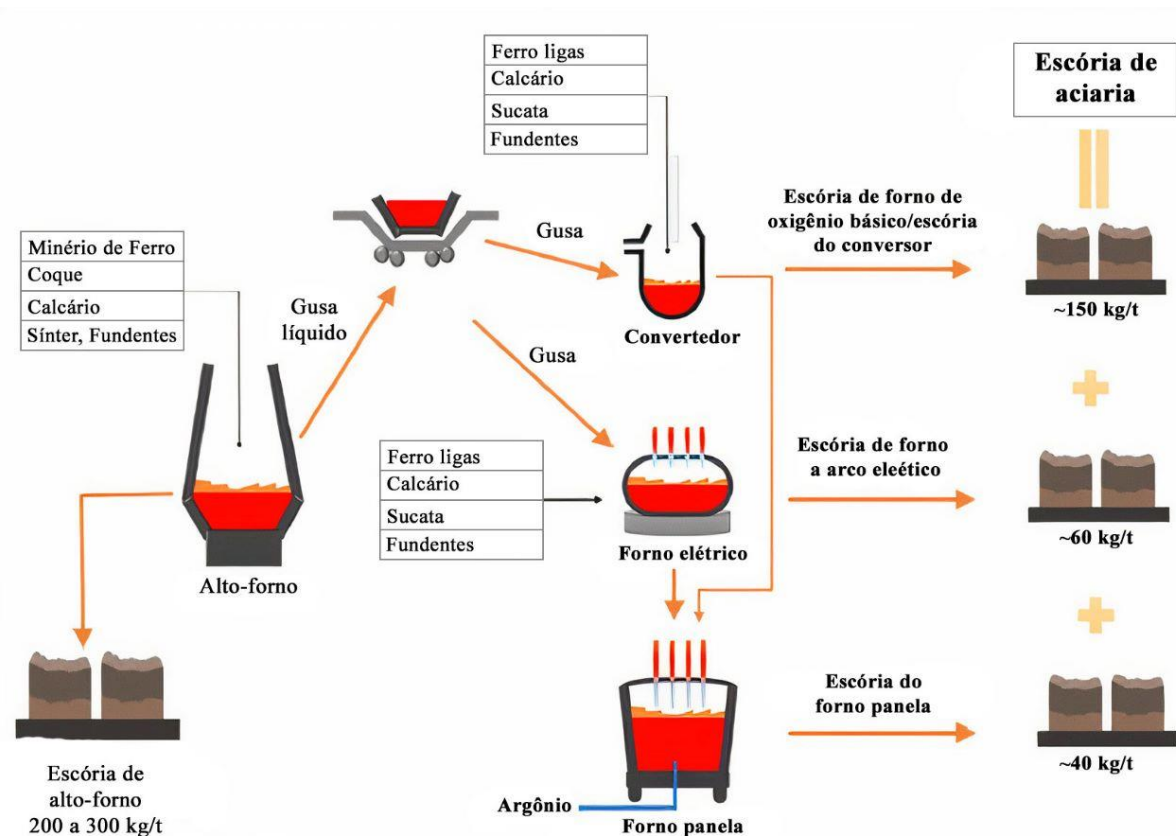 Ferro ligas
Calcário
Sucata
Fundentes
Escória de
aciaria
Minério de Ferro
Coque
Calcário
Sínter, Fundentes
Gusa
líquido
Gusa
Gusa
Convertedor
Escória de forno de
oxigênio básico/escória
do conversor
~150 kg/t
Alto-forno
Ferro ligas
Calcário
Sucata
Fundentes
Forno elétrico
Escória de forno
a arco eleético
~60 kg/t
Escória de
alto-forno
200 a 300 kg/t
Argônio
Forno panela
Escória do
forno panela
~40 kg/t